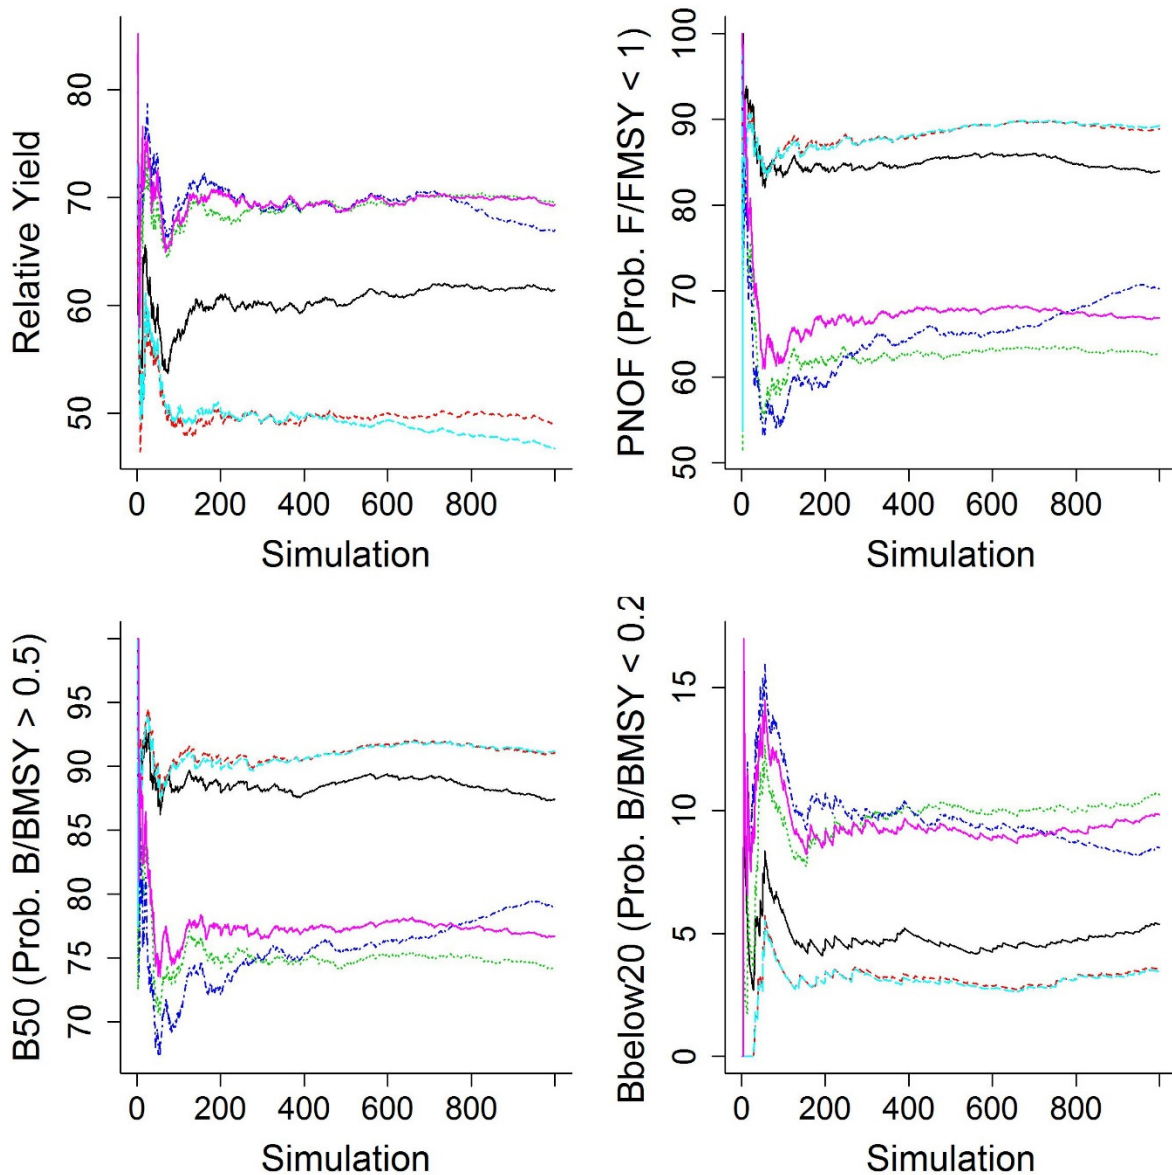 Relative Yield
80
70
60
50
0 200 400 600 800
Simulation
PNOF (Prob. F/FMSY < 1)
100
90
80
70
60
50
0 200 400 600 800
Simulation
B50 (Prob. B/BMSY > 0.5)
95
90
85
80
75
70
0 200 400 600 800
Simulation
Bbelow20 (Prob. B/BMSY < 0.2
15
10
5
0
0 200 400 600 800
Simulation